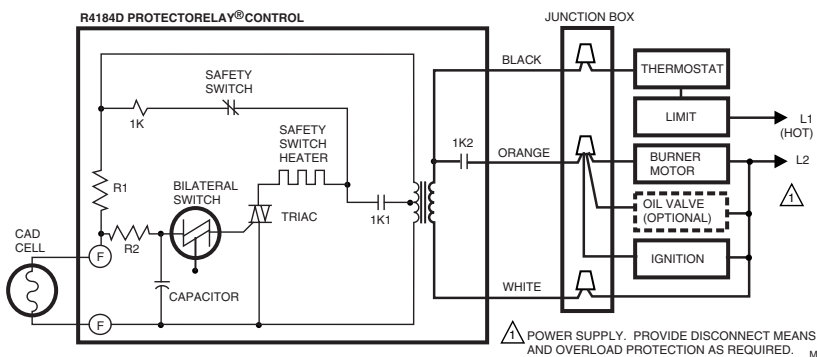 R4184D PROTECTORELAY® CONTROL
JUNCTION BOX
BLACK
THERMOSTAT
SAFETY
SWITCH
1K
LIMIT
L1
(HOT)
SAFETY
SWITCH
HEATER
1K2
ORANGE
BURNER
MOTOR
L2
R1
BILATERAL
SWITCH
TRIAC
1K1
1
OIL VALVE
(OPTIONAL)
CAD
CELL
R2
F
IGNITION
CAPACITOR
WHITE
F
1 POWER SUPPLY. PROVIDE DISCONNECT MEANS
AND OVERLOAD PROTECTION AS REQUIRED.
M